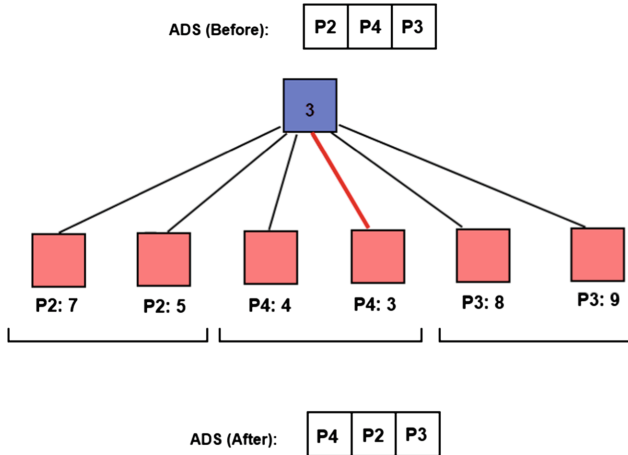 ADS (Before): P2 P4 P3
3
P2: 7 P2: 5 P4: 4 P4: 3 P3: 8 P3: 9
ADS (After): P4 P2 P3